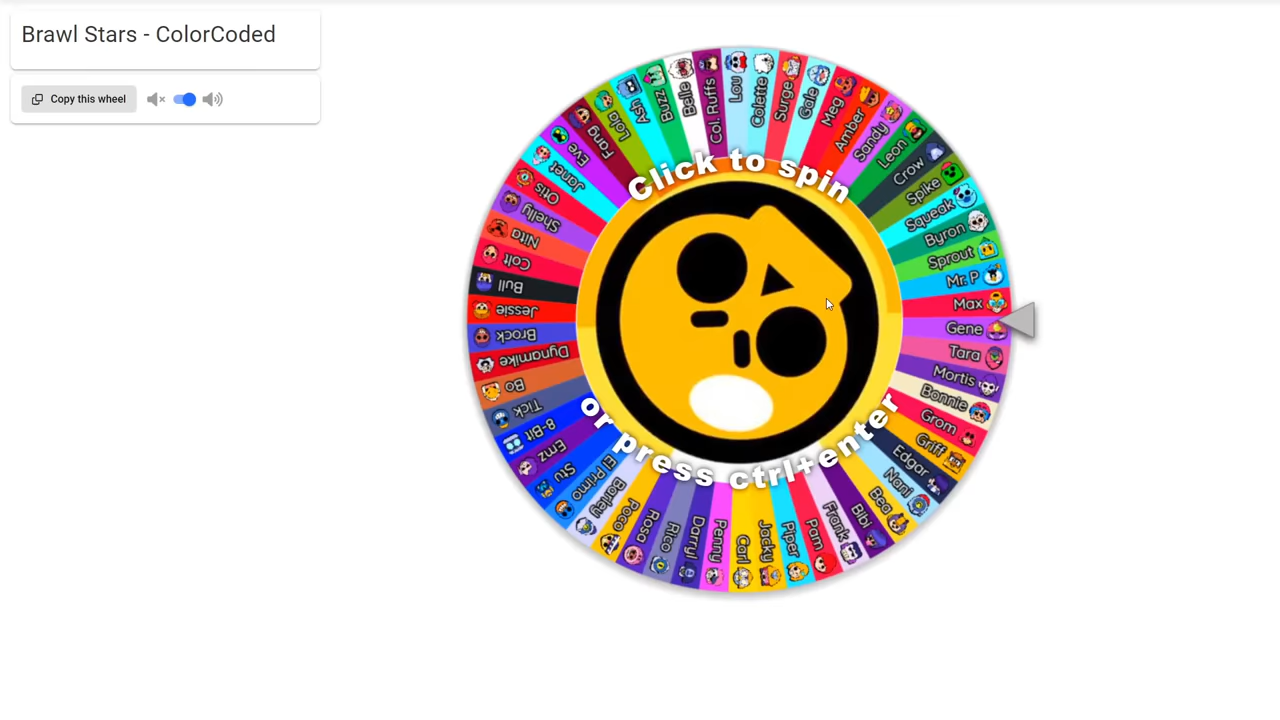 Brawl Stars - ColorCoded
Copy this wheel
Click to spin
or press ctrl+enter
Lou
Colette
Surge
Gale
Meg
Amber
Sandy
Leon
Crow
Spike
Squeak
Byron
Sprout
Mr. P
Max
Gene
Tara
Mortis
Bonnie
Grom
Griff
Edgar
Nani
Bea
Bibi
Frank
Pam
Piper
Jacky
Carl
Penny
Darryl
Rico
Rosa
Poco
Barley
El Primo
Stu
Emz
8-Bit
Tick
Bo
Dynamike
Brock
Jessie
Bull
Colt
Nita
Shelly
Otis
Janet
Eve
Fang
Lola
Ash
Buzz
Belle
Col. Ruffs